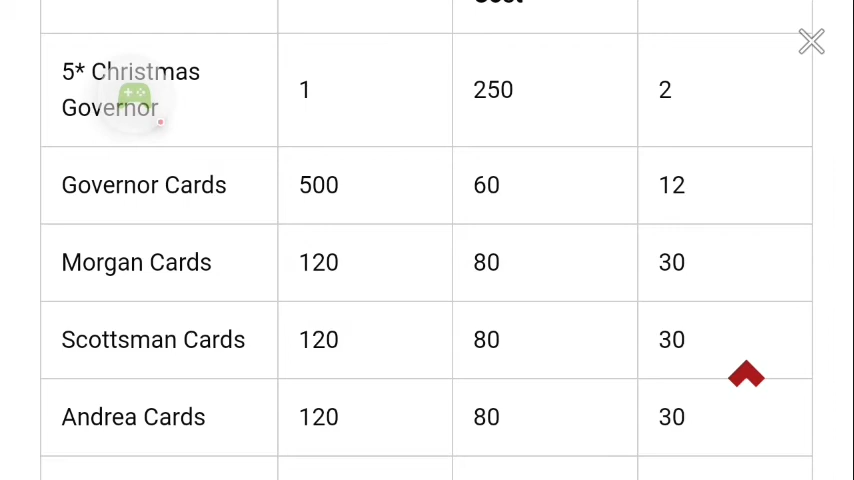 5* Christmas
Governor
1
250
2
Governor Cards
500
60
12
Morgan Cards
120
80
30
Scottsman Cards
120
80
30
Andrea Cards
120
80
30